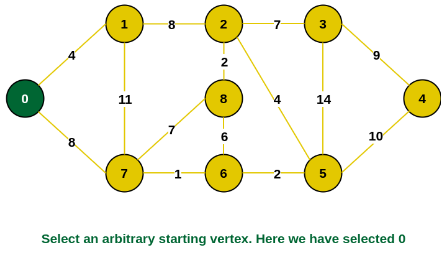 1 8 2 7 3
4 9
2
0 11 8 4 14 4
7
8 6 10
7 1 6 2 5
Select an arbitrary starting vertex. Here we have selected 0